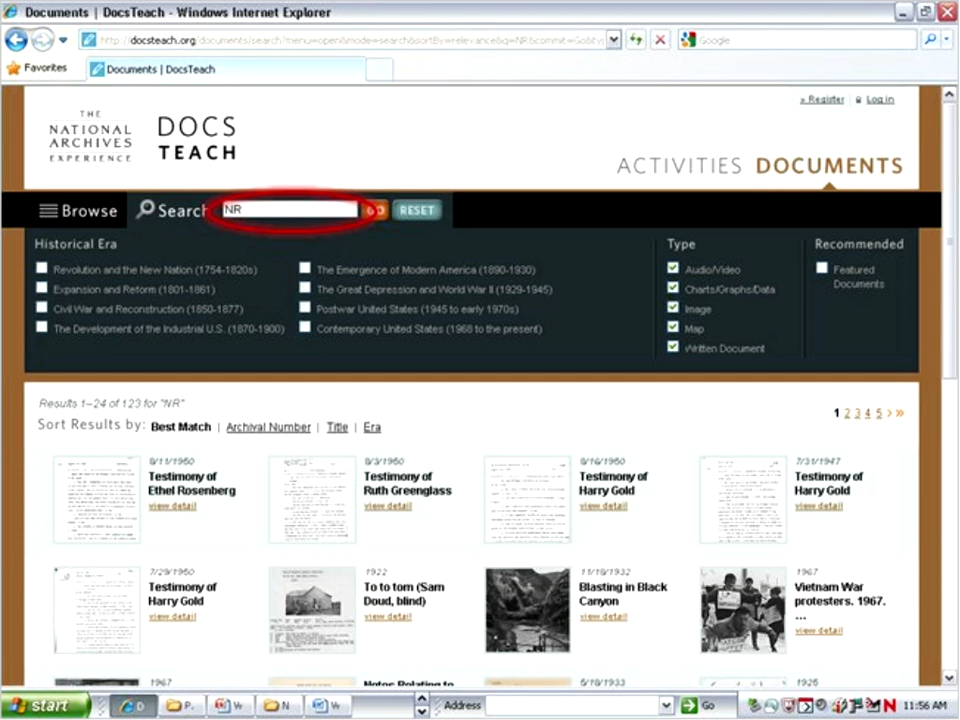 Documents | DocsTeach - Windows Internet Explorer
http://docsteach.org/documents/search?menu=open&mode=search&sortBy=relevance&q=NR&commit=Go&ty
Google
Favorites
Documents | DocsTeach
» Register
Log in
THE
NATIONAL
ARCHIVES
EXPERIENCE
DOCS
TEACH
ACTIVITIES DOCUMENTS
Browse
Search
NR
GO
RESET
Historical Era
Type
Recommended
Revolution and the New Nation (1754-1820s)
The Emergence of Modern America (1890-1930)
Audio/Video
Featured
Documents
Expansion and Reform (1801-1861)
The Great Depression and World War II (1929-1945)
Charts/Graphs/Data
Civil War and Reconstruction (1850-1877)
Postwar United States (1945 to early 1970s)
Image
The Development of the Industrial U.S. (1870-1900)
Contemporary United States (1968 to the present)
Map
Written Document
Results 1–24 of 123 for "NR"
Sort Results by: Best Match | Archival Number | Title | Era
1 2 3 4 5 > »
8/11/1950
Testimony of
Ethel Rosenberg
view detail
8/3/1950
Testimony of
Ruth Greenglass
view detail
Testimony of
Harry Gold
view detail
7/31/1947
Testimony of
Harry Gold
view detail
7/29/1950
Testimony of
Harry Gold
view detail
1922
To to tom (Sam
Doud, blind)
view detail
Blasting in Black
Canyon
view detail
1967
Vietnam War
protesters. 1967.
...
view detail
1967
Notes Relating to
5/18/1933
1926
start
D
P.
W
N
W
Address
Go
11:56 AM